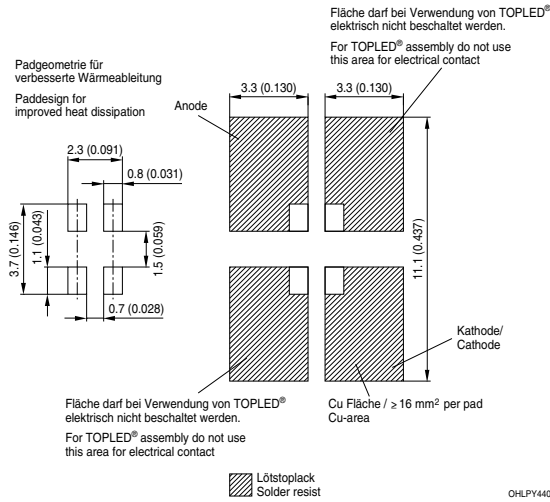 Fläche darf bei Verwendung von TOPLED®
elektrisch nicht beschaltet werden.
For TOPLED® assembly do not use
this area for electrical contact
Padgeometrie für
verbesserte Wärmeableitung
Paddesign for
improved heat dissipation
Anode
3.3 (0.130)
3.3 (0.130)
2.3 (0.091)
0.8 (0.031)
3.7 (0.146)
1.1 (0.043)
1.5 (0.059)
0.7 (0.028)
11.1 (0.437)
Kathode/
Cathode
Fläche darf bei Verwendung von TOPLED®
elektrisch nicht beschaltet werden.
For TOPLED® assembly do not use
this area for electrical contact
Cu Fläche / ≥ 16 mm² per pad
Cu-area
Lötstoplack
Solder resist
OHLPY440